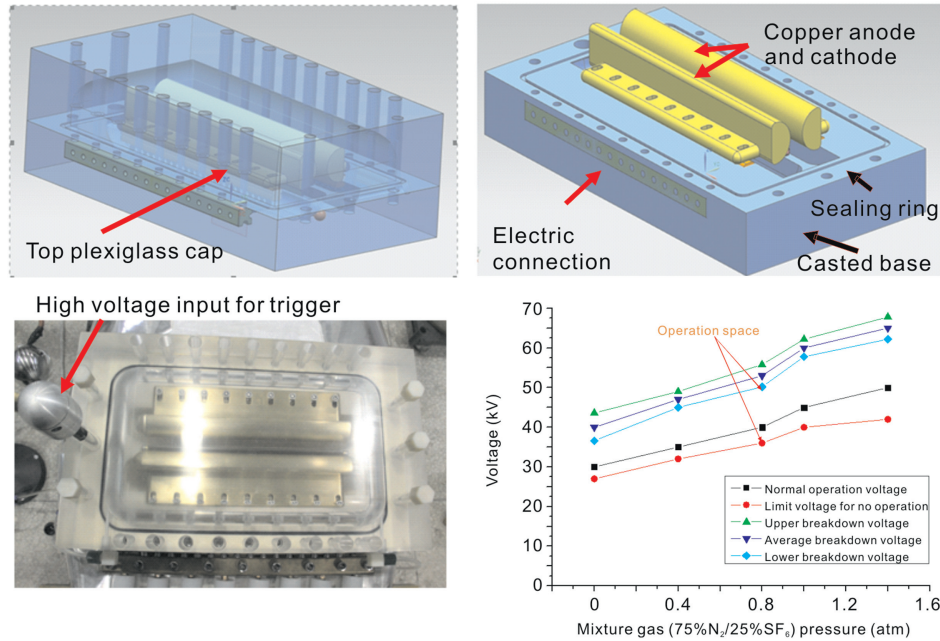 Top plexiglass cap
Copper anode
and cathode
Electric
connection
Sealing ring
Casted base
High voltage input for trigger
70
60
50
40
30
20
10
0
Voltage (kV)
Operation space
Normal operation voltage
Limit voltage for no operation
Upper breakdown voltage
Average breakdown voltage
Lower breakdown voltage
0
0.4
0.8
1.2
1.6
Mixture gas (75%N₂/25%SF₆) pressure (atm)